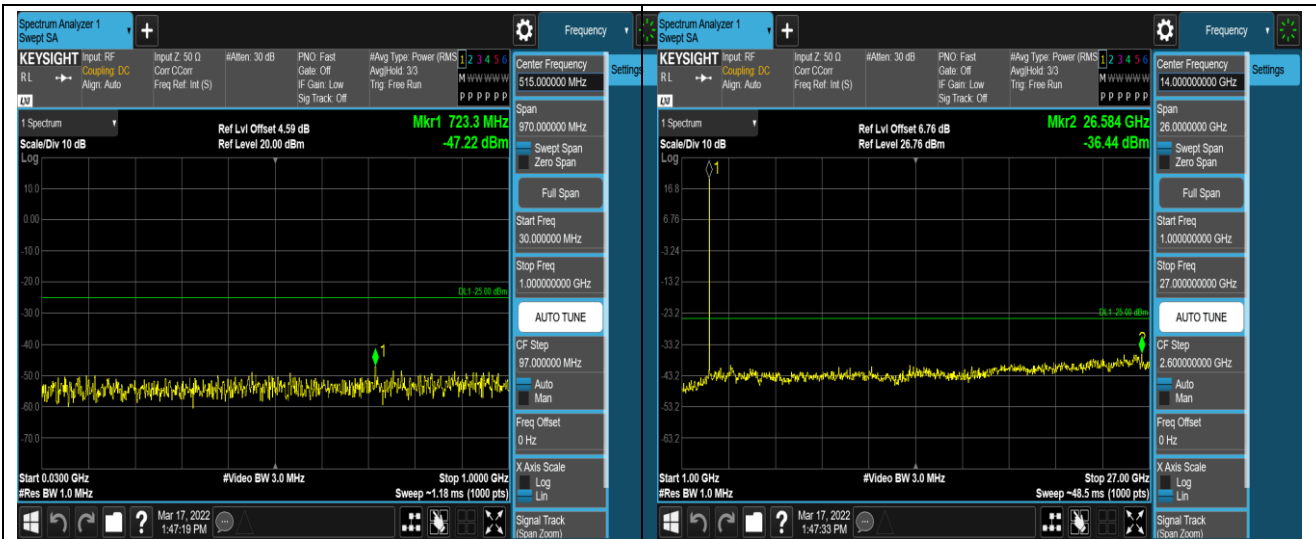 Spectrum Analyzer 1
Swept SA
+
Frequency
KEYSIGHT
RL
LXI
Input: RF
Coupling: DC
Align: Auto
Input Z: 50 Ω
Corr CCorr
Freq Ref: Int (S)
#Atten: 30 dB
PNO: Fast
Gate: Off
IF Gain: Low
Sig Track: Off
#Avg Type: Power (RMS
Avg|Hold: 3/3
Trig: Free Run
1 2 3 4 5 6
M W W W W W
P P P P P P
Center Frequency
515.000000 MHz
Settings
Span
970.000000 MHz
Swept Span
Zero Span
Full Span
Start Freq
30.000000 MHz
Stop Freq
1.000000000 GHz
AUTO TUNE
CF Step
97.000000 MHz
Auto
Man
Freq Offset
0 Hz
X Axis Scale
Log
Lin
Signal Track
(Span Zoom)
1 Spectrum
Scale/Div 10 dB
Log
Ref Lvl Offset 4.59 dB
Ref Level 20.00 dBm
Mkr1 723.3 MHz
-47.22 dBm
10.0
0.00
-10.0
-20.0
DL1 -25.00 dBm
-30.0
-40.0
1
-50.0
-60.0
-70.0
Start 0.0300 GHz
#Video BW 3.0 MHz
Stop 1.0000 GHz
#Res BW 1.0 MHz
Sweep ~1.18 ms (1000 pts)
?
Mar 17, 2022
1:47:19 PM
Spectrum Analyzer 1
Swept SA
+
Frequency
KEYSIGHT
RL
LXI
Input: RF
Coupling: DC
Align: Auto
Input Z: 50 Ω
Corr CCorr
Freq Ref: Int (S)
#Atten: 30 dB
PNO: Fast
Gate: Off
IF Gain: Low
Sig Track: Off
#Avg Type: Power (RMS
Avg|Hold: 3/3
Trig: Free Run
1 2 3 4 5 6
M W W W W W
P P P P P P
Center Frequency
14.00000000 GHz
Settings
Span
26.0000000 GHz
Swept Span
Zero Span
Full Span
Start Freq
1.000000000 GHz
Stop Freq
27.00000000 GHz
AUTO TUNE
CF Step
2.600000000 GHz
Auto
Man
Freq Offset
0 Hz
X Axis Scale
Log
Lin
Signal Track
(Span Zoom)
1 Spectrum
Scale/Div 10 dB
Log
Ref Lvl Offset 6.76 dB
Ref Level 26.76 dBm
Mkr2 26.584 GHz
-36.44 dBm
1
16.8
6.76
-3.24
-13.2
-23.2
DL1 -25.00 dBm
-33.2
2
-43.2
-53.2
-63.2
Start 1.00 GHz
#Video BW 3.0 MHz
Stop 27.00 GHz
#Res BW 1.0 MHz
Sweep ~48.5 ms (1000 pts)
?
Mar 17, 2022
1:47:33 PM